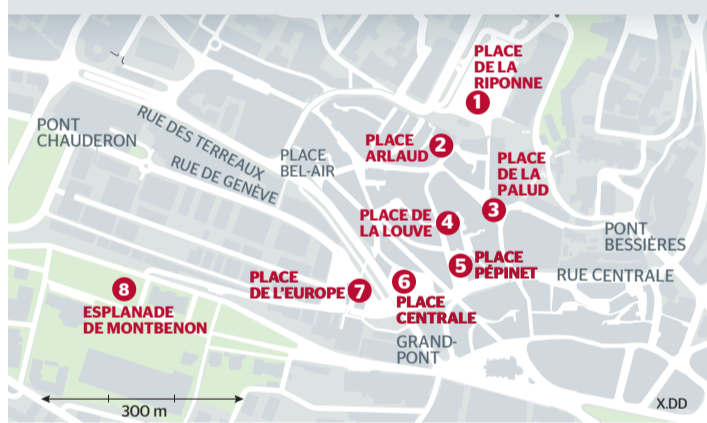 PLACE
DE LA
RIPONNE
1
RUE DES TERREAUX
PONT
CHAUDERON
PLACE
ARLAUD
2
RUE DE GENÈVE
PLACE
BEL-AIR
PLACE
DE LA
PALUD
3
PLACE DE
LA LOUVE
4
PONT
BESSIÈRES
5
PLACE
PÉPINET
RUE CENTRALE
PLACE
DE L'EUROPE
7
6
PLACE
CENTRALE
8
ESPLANADE
DE MONTBENON
GRAND-
PONT
300 m
X.DD